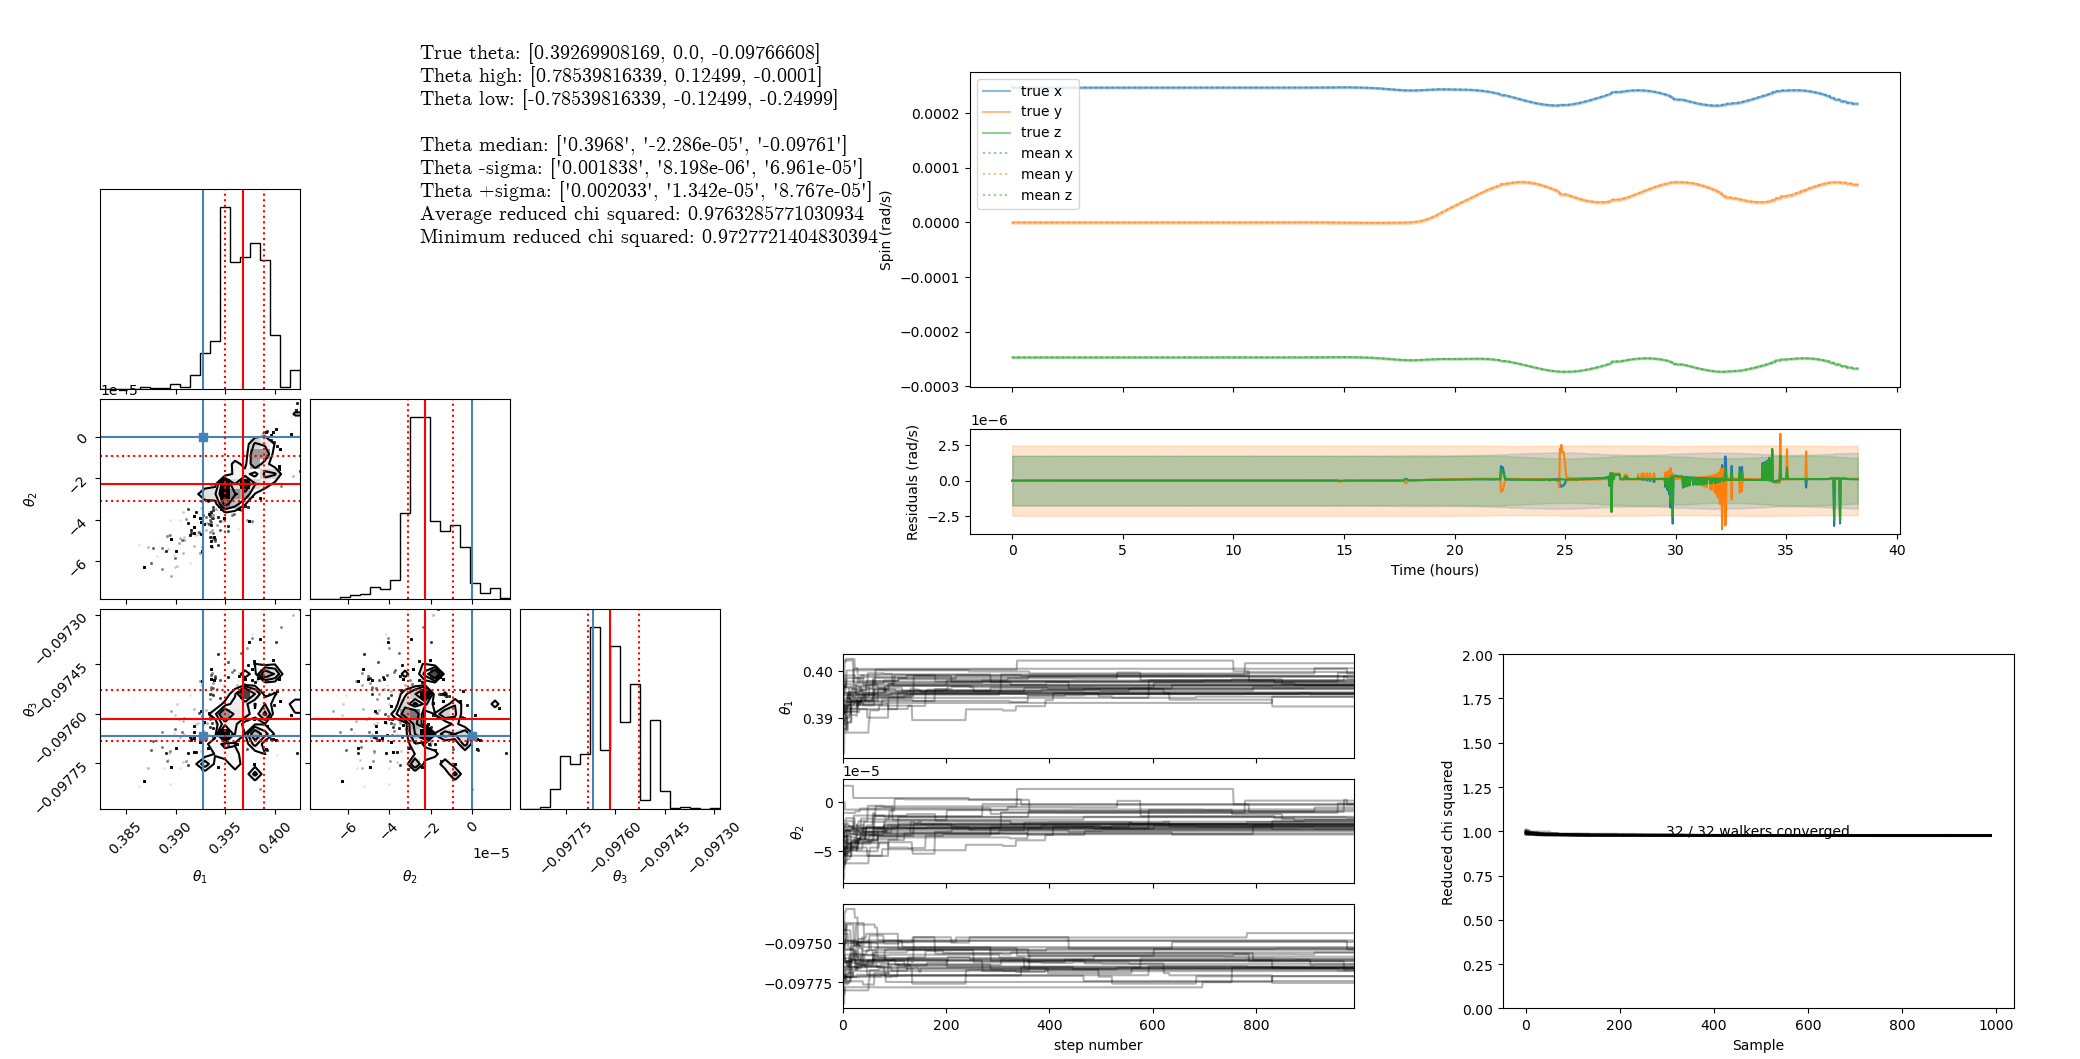 True theta: [0.39269908169, 0.0, -0.09766608]
Theta high: [0.78539816339, 0.12499, -0.0001]
Theta low: [-0.78539816339, -0.12499, -0.24999]
Theta median: ['0.3968', '-2.286e-05', '-0.09761']
Theta -sigma: ['0.001838', '8.198e-06', '6.961e-05']
Theta +sigma: ['0.002033', '1.342e-05', '8.767e-05']
Average reduced chi squared: 0.9763285771030934
Minimum reduced chi squared: 0.9727721404830394
true x
true y
true z
mean x
mean y
mean z
Spin (rad/s)
0.0002
0.0001
0.0000
−0.0001
−0.0002
−0.0003
1e−6
Residuals (rad/s)
2.5
0.0
−2.5
0 5 10 15 20 25 30 35 40
Time (hours)
1e−5
θ2
0
−2
−4
−6
θ3
−0.09730
−0.09745
−0.09760
−0.09775
0.385 0.390 0.395 0.400
θ1
−6 −4 −2 0
1e−5
θ2
−0.09775 −0.09760 −0.09745 −0.09730
θ3
θ1
0.40
0.39
1e−5
θ2
0
−5
−0.09750
−0.09775
0 200 400 600 800
step number
Reduced chi squared
2.00
1.75
1.50
1.25
1.00
0.75
0.50
0.25
0.00
32 / 32 walkers converged
0 200 400 600 800 1000
Sample